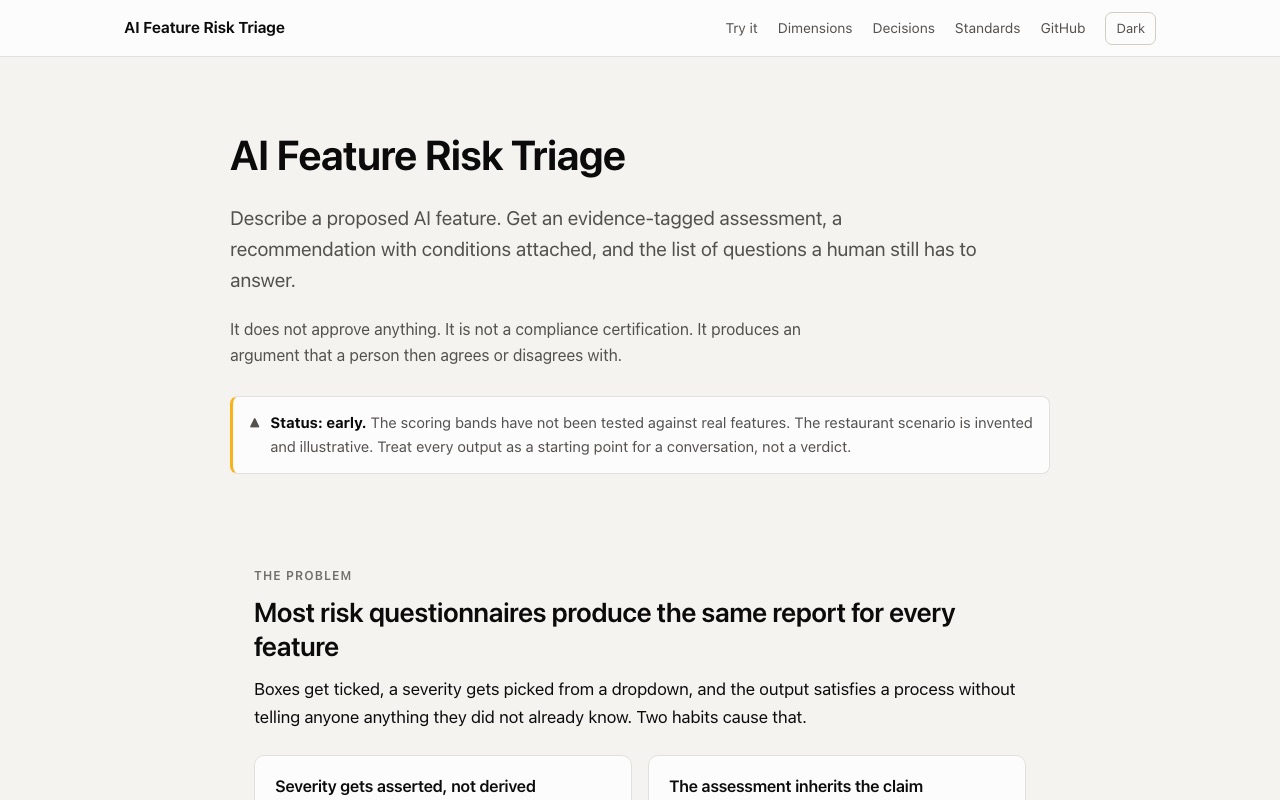 AI Feature Risk Triage
Try it
Dimensions
Decisions
Standards
GitHub
Dark
AI Feature Risk Triage
Describe a proposed AI feature. Get an evidence-tagged assessment, a
recommendation with conditions attached, and the list of questions a human still has to
answer.
It does not approve anything. It is not a compliance certification. It produces an
argument that a person then agrees or disagrees with.
▲ Status: early. The scoring bands have not been tested against real features. The restaurant scenario is invented
and illustrative. Treat every output as a starting point for a conversation, not a verdict.
THE PROBLEM
Most risk questionnaires produce the same report for every
feature
Boxes get ticked, a severity gets picked from a dropdown, and the output satisfies a process without
telling anyone anything they did not already know. Two habits cause that.
Severity gets asserted, not derived
The assessment inherits the claim